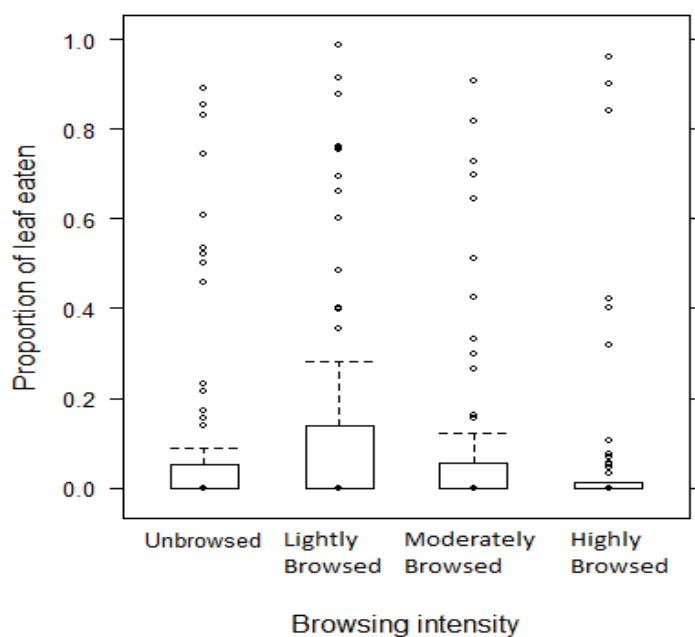 Proportion of leaf eaten
1.0
0.8
0.6
0.4
0.2
0.0
Unbrowsed
Lightly
Browsed
Moderately
Browsed
Highly
Browsed
Browsing intensity